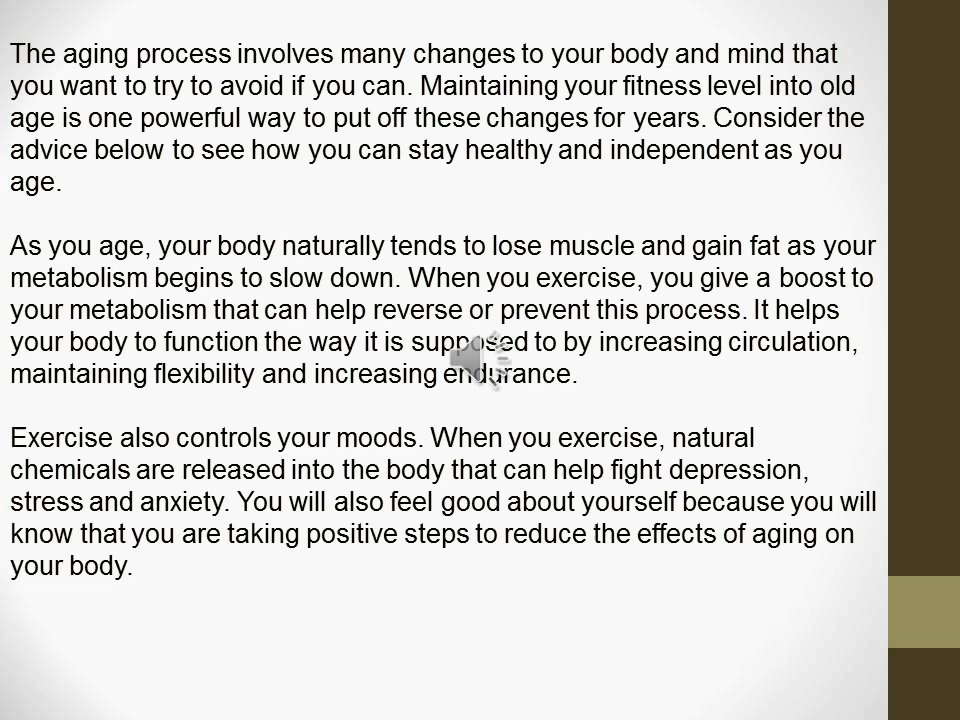 The aging process involves many changes to your body and mind that
you want to try to avoid if you can. Maintaining your fitness level into old
age is one powerful way to put off these changes for years. Consider the
advice below to see how you can stay healthy and independent as you
age.
As you age, your body naturally tends to lose muscle and gain fat as your
metabolism begins to slow down. When you exercise, you give a boost to
your metabolism that can help reverse or prevent this process. It helps
your body to function the way it is supposed to by increasing circulation,
maintaining flexibility and increasing endurance.
Exercise also controls your moods. When you exercise, natural
chemicals are released into the body that can help fight depression,
stress and anxiety. You will also feel good about yourself because you will
know that you are taking positive steps to reduce the effects of aging on
your body.